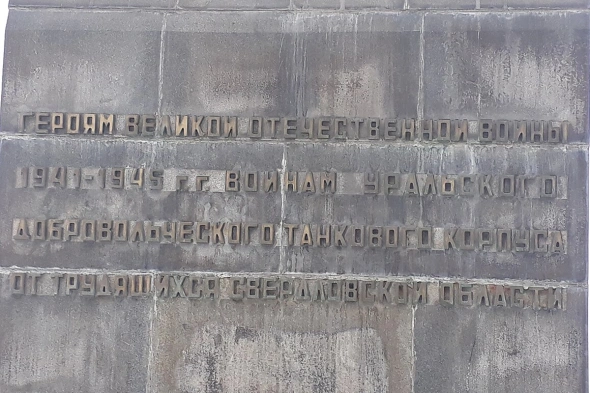 ГЕРОЯМ ВЕЛИКОЙ ОТЕЧЕСТВЕННОЙ ВОЙНЫ
1941-1945 г.г. ВОИНАМ УРАЛЬСКОГО
ДОБРОВОЛЬЧЕСКОГО ТАНКОВОГО КОРПУСА
ОТ ТРУДЯЩИХСЯ СВЕРДЛОВСКОЙ ОБЛАСТИ